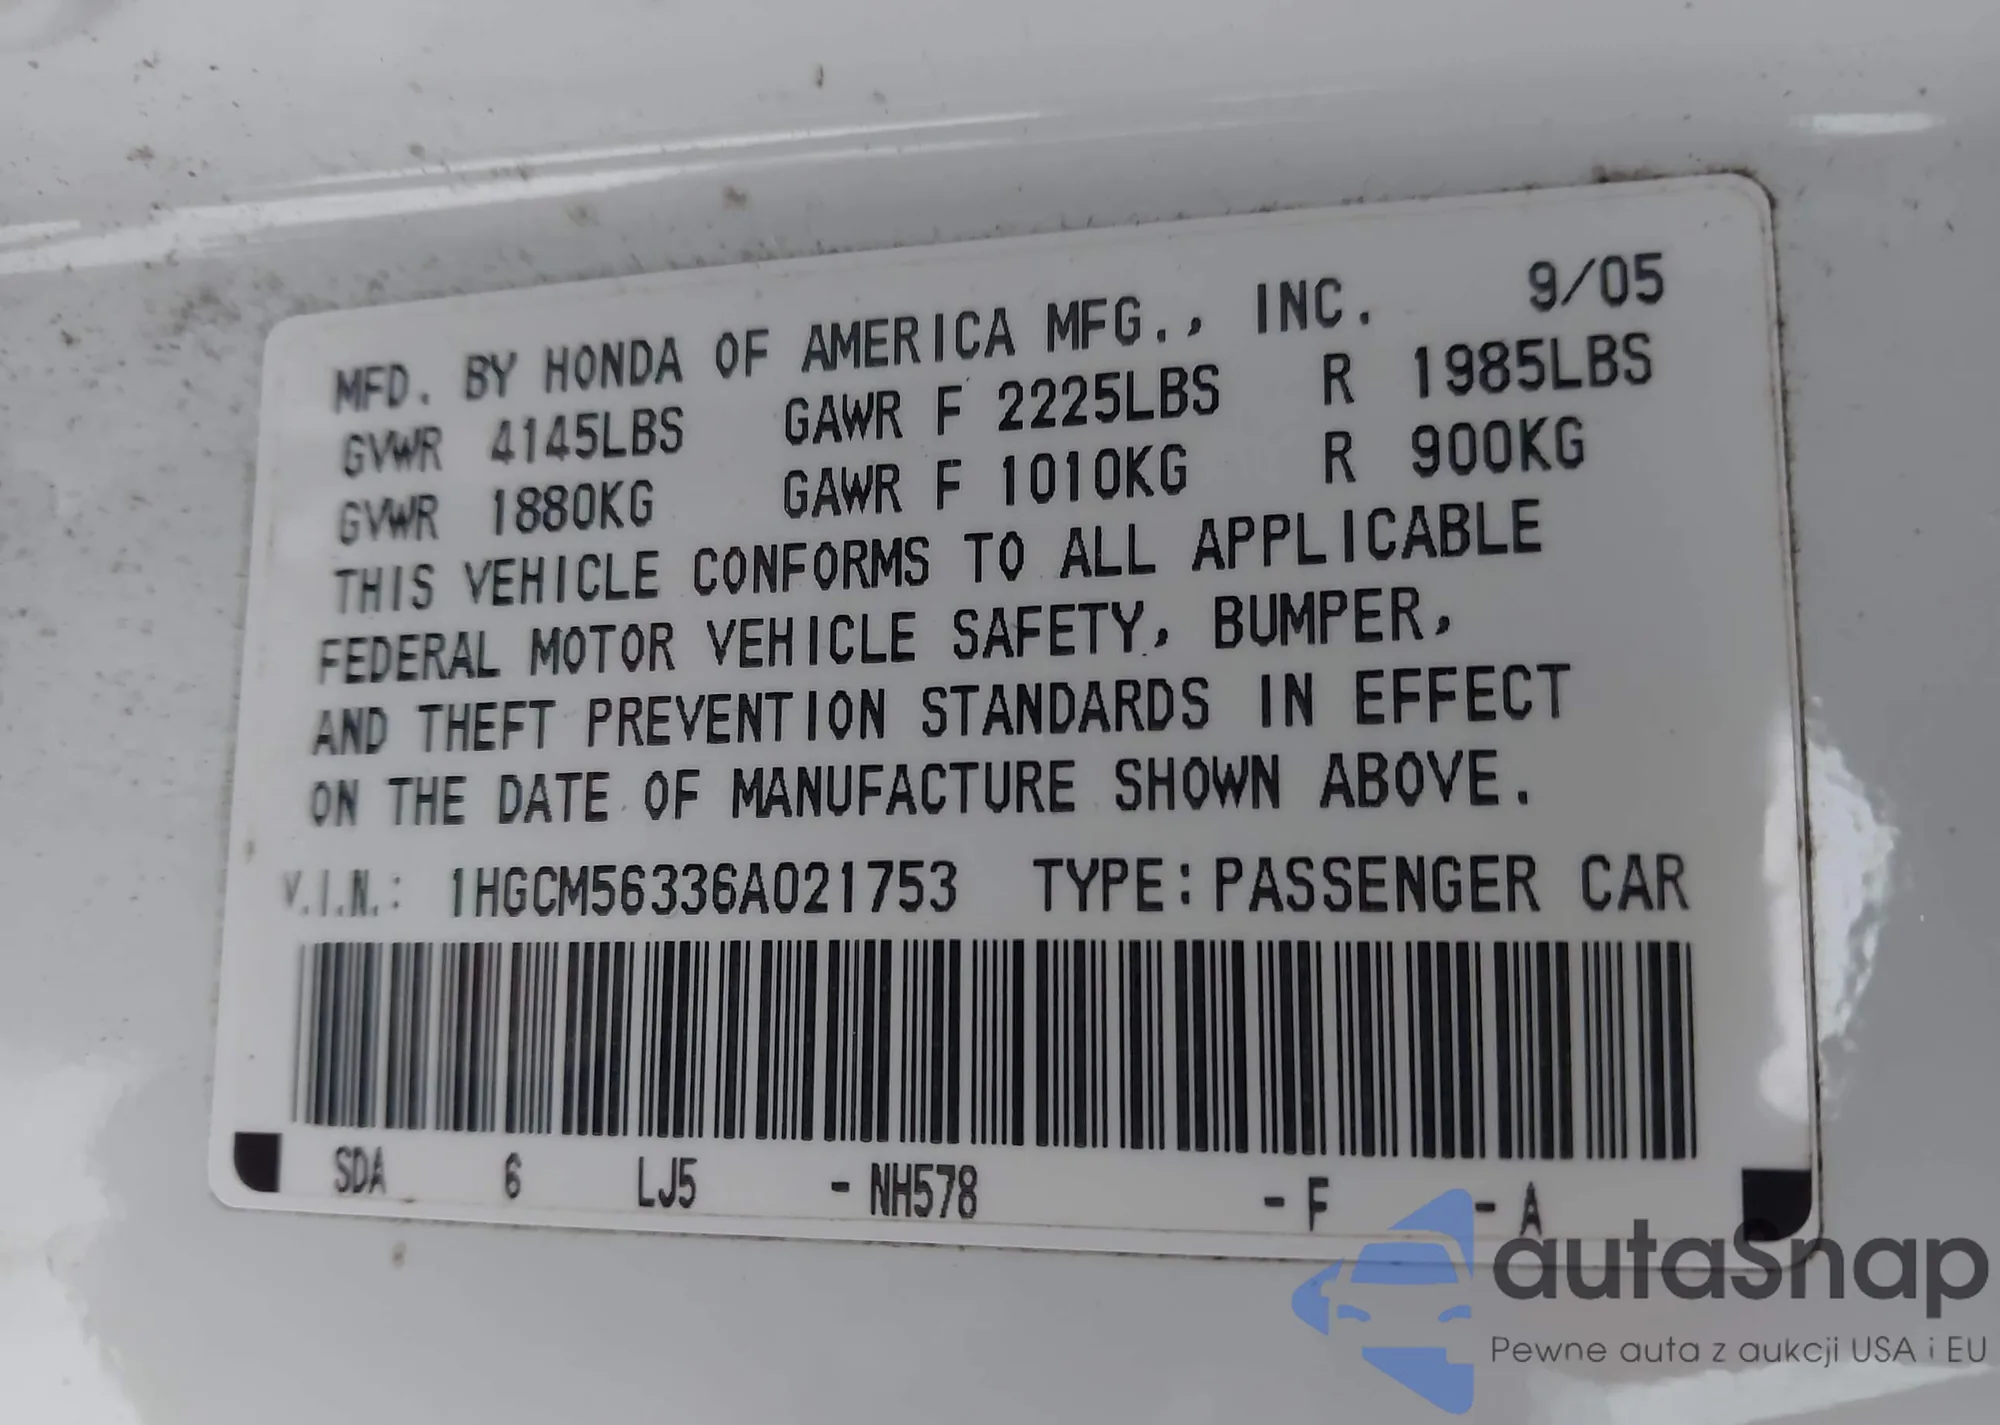 MFD. BY HONDA OF AMERICA MFG., INC. 9/05
GVWR 4145LBS GAWR F 2225LBS R 1985LBS
GVWR 1880KG GAWR F 1010KG R 900KG
THIS VEHICLE CONFORMS TO ALL APPLICABLE
FEDERAL MOTOR VEHICLE SAFETY, BUMPER,
AND THEFT PREVENTION STANDARDS IN EFFECT
ON THE DATE OF MANUFACTURE SHOWN ABOVE.
V.I.N.: 1HGCM56336A021753 TYPE: PASSENGER CAR
SDA 6 LJ5 - NH578 - F - A
autaSnap
Pewne auta z aukcji USA i EU